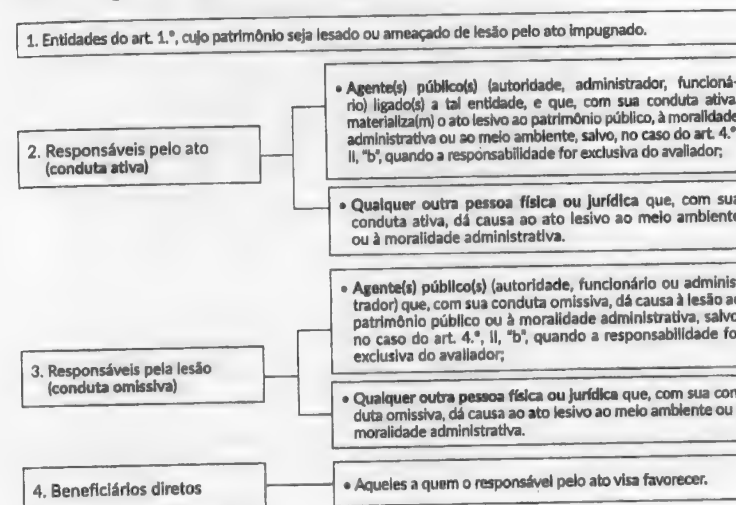 1. Entidades do art. 1.º, cujo patrimônio seja lesado ou ameaçado de lesão pelo ato impugnado.
2. Responsáveis pelo ato
(conduta ativa)
• Agente(s) público(s) (autoridade, administrador, funcioná-
rio) ligado(s) a tal entidade, e que, com sua conduta ativa
materializa(m) o ato lesivo ao patrimônio público, à moralidade
administrativa ou ao meio ambiente, salvo, no caso do art. 4.º
II, "b", quando a responsabilidade for exclusiva do avaliador;
• Qualquer outra pessoa física ou jurídica que, com sua
conduta ativa, dá causa ao ato lesivo ao meio ambiente
ou à moralidade administrativa.
3. Responsáveis pela lesão
(conduta omissiva)
• Agente(s) público(s) (autoridade, funcionário ou adminis
trador) que, com sua conduta omissiva, dá causa à lesão ao
patrimônio público ou à moralidade administrativa, salvo
no caso do art. 4.º, II, "b", quando a responsabilidade fo
exclusiva do avaliador;
• Qualquer outra pessoa física ou jurídica que, com sua con
duta omissiva, dá causa ao ato lesivo ao meio ambiente ou
moralidade administrativa.
4. Beneficiários diretos
• Aqueles a quem o responsável pelo ato visa favorecer.